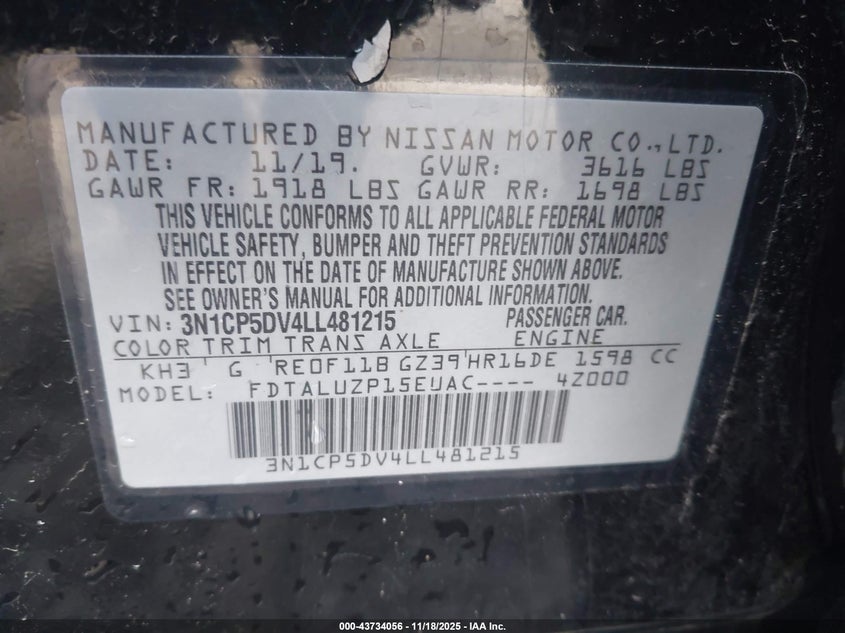 MANUFACTURED BY NISSAN MOTOR CO.,LTD.
DATE: 11/19. GVWR: 3616 LBS
GAWR FR: 1918 LBS GAWR RR: 1698 LBS
THIS VEHICLE CONFORMS TO ALL APPLICABLE FEDERAL MOTOR
VEHICLE SAFETY, BUMPER AND THEFT PREVENTION STANDARDS
IN EFFECT ON THE DATE OF MANUFACTURE SHOWN ABOVE.
SEE OWNER'S MANUAL FOR ADDITIONAL INFORMATION.
VIN: 3N1CP5DV4LL481215 PASSENGER CAR.
COLOR TRIM TRANS AXLE ENGINE
KH3 G RE0F11B GZ39 HR16DE 1598 CC
MODEL: FDTALUZP15EUAC---- 4Z000
3N1CP5DV4LL481215
000-43734056 — 11/18/2025 — IAA Inc.